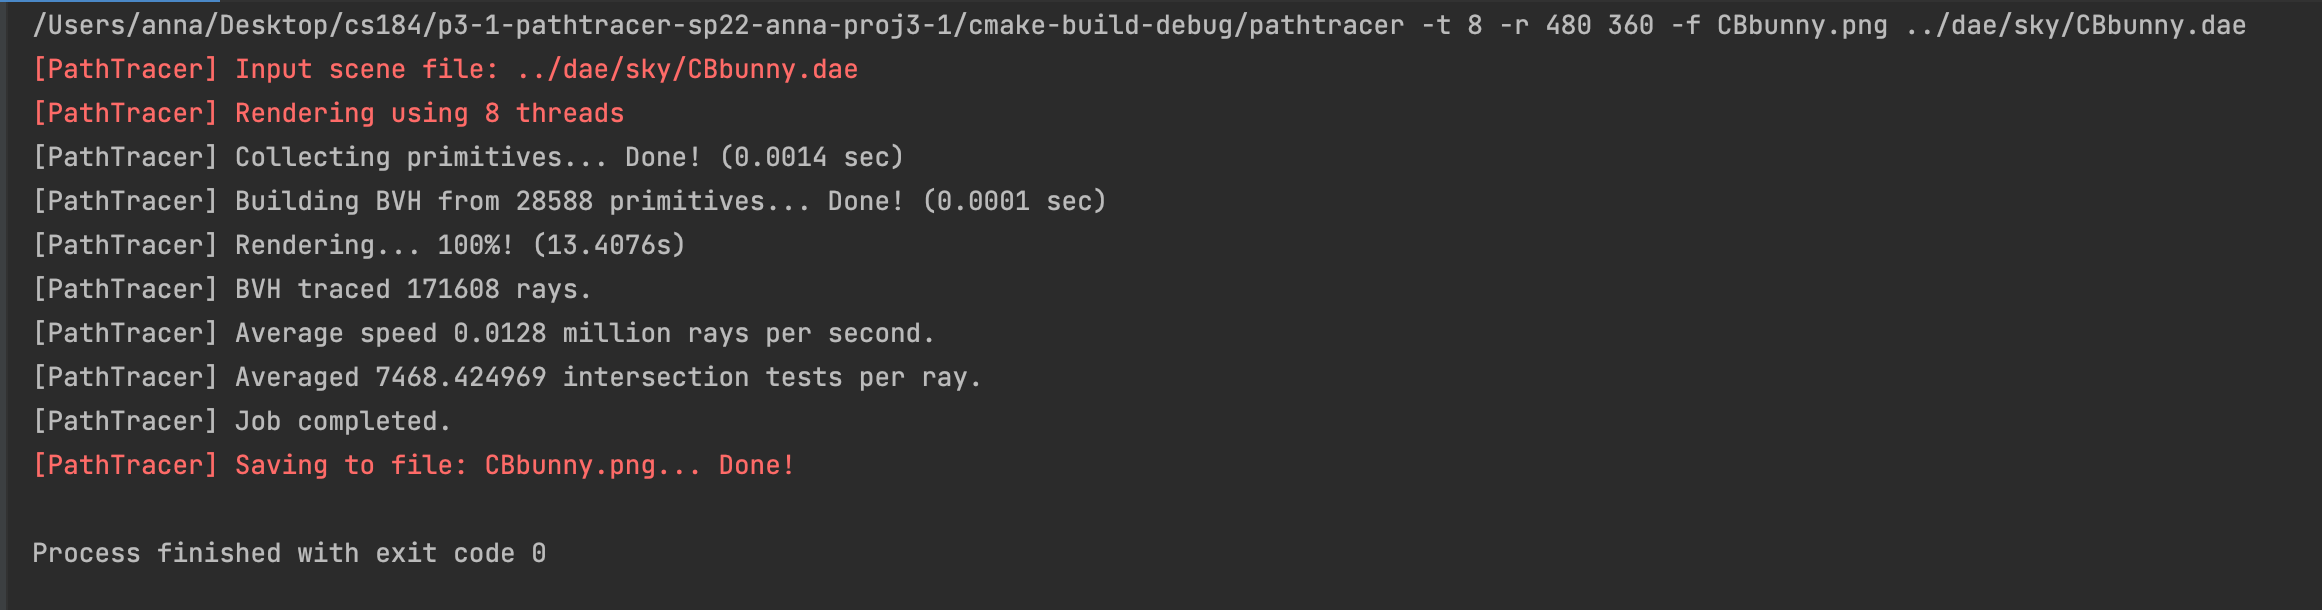 /Users/anna/Desktop/cs184/p3-1-pathtracer-sp22-anna-proj3-1/cmake-build-debug/pathtracer -t 8 -r 480 360 -f CBbunny.png ../dae/sky/CBbunny.dae
[PathTracer] Input scene file: ../dae/sky/CBbunny.dae
[PathTracer] Rendering using 8 threads
[PathTracer] Collecting primitives... Done! (0.0014 sec)
[PathTracer] Building BVH from 28588 primitives... Done! (0.0001 sec)
[PathTracer] Rendering... 100%! (13.4076s)
[PathTracer] BVH traced 171608 rays.
[PathTracer] Average speed 0.0128 million rays per second.
[PathTracer] Averaged 7468.424969 intersection tests per ray.
[PathTracer] Job completed.
[PathTracer] Saving to file: CBbunny.png... Done!
Process finished with exit code 0